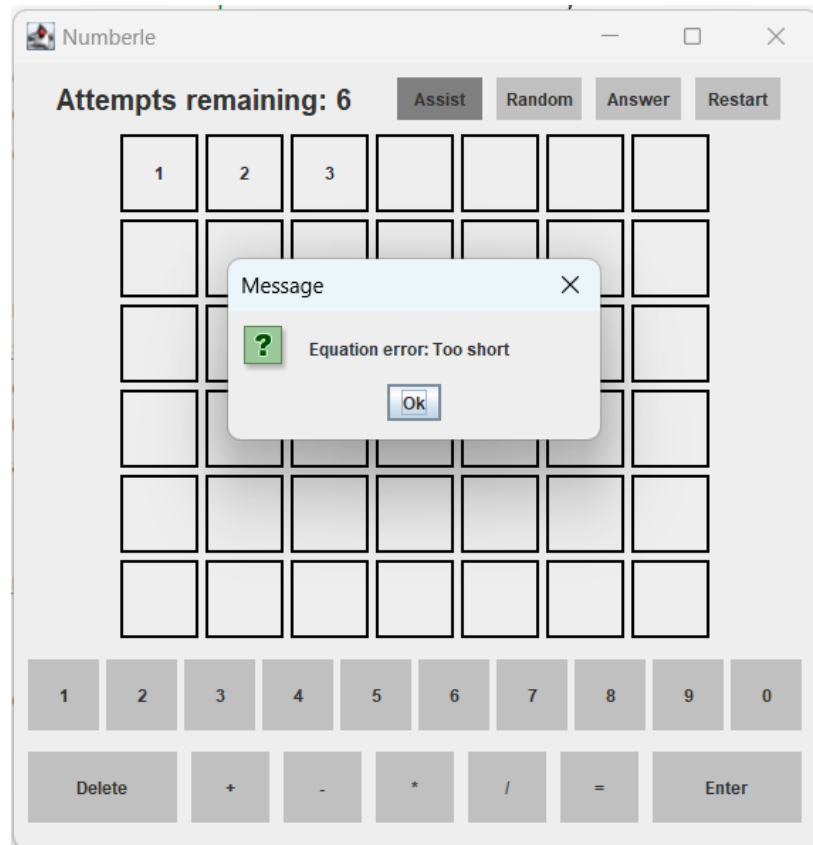 Numberle
Attempts remaining: 6 Assist Random Answer Restart
1 2 3
Message
?
Equation error: Too short
Ok
1 2 3 4 5 6 7 8 9 0
Delete + - * / = Enter